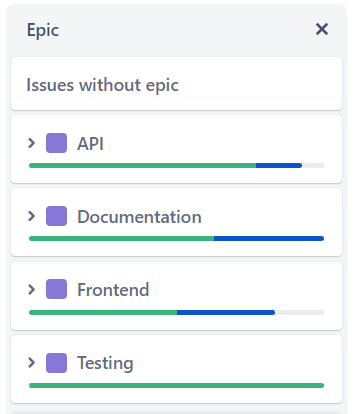 Epic
Issues without epic
API
Documentation
Frontend
Testing